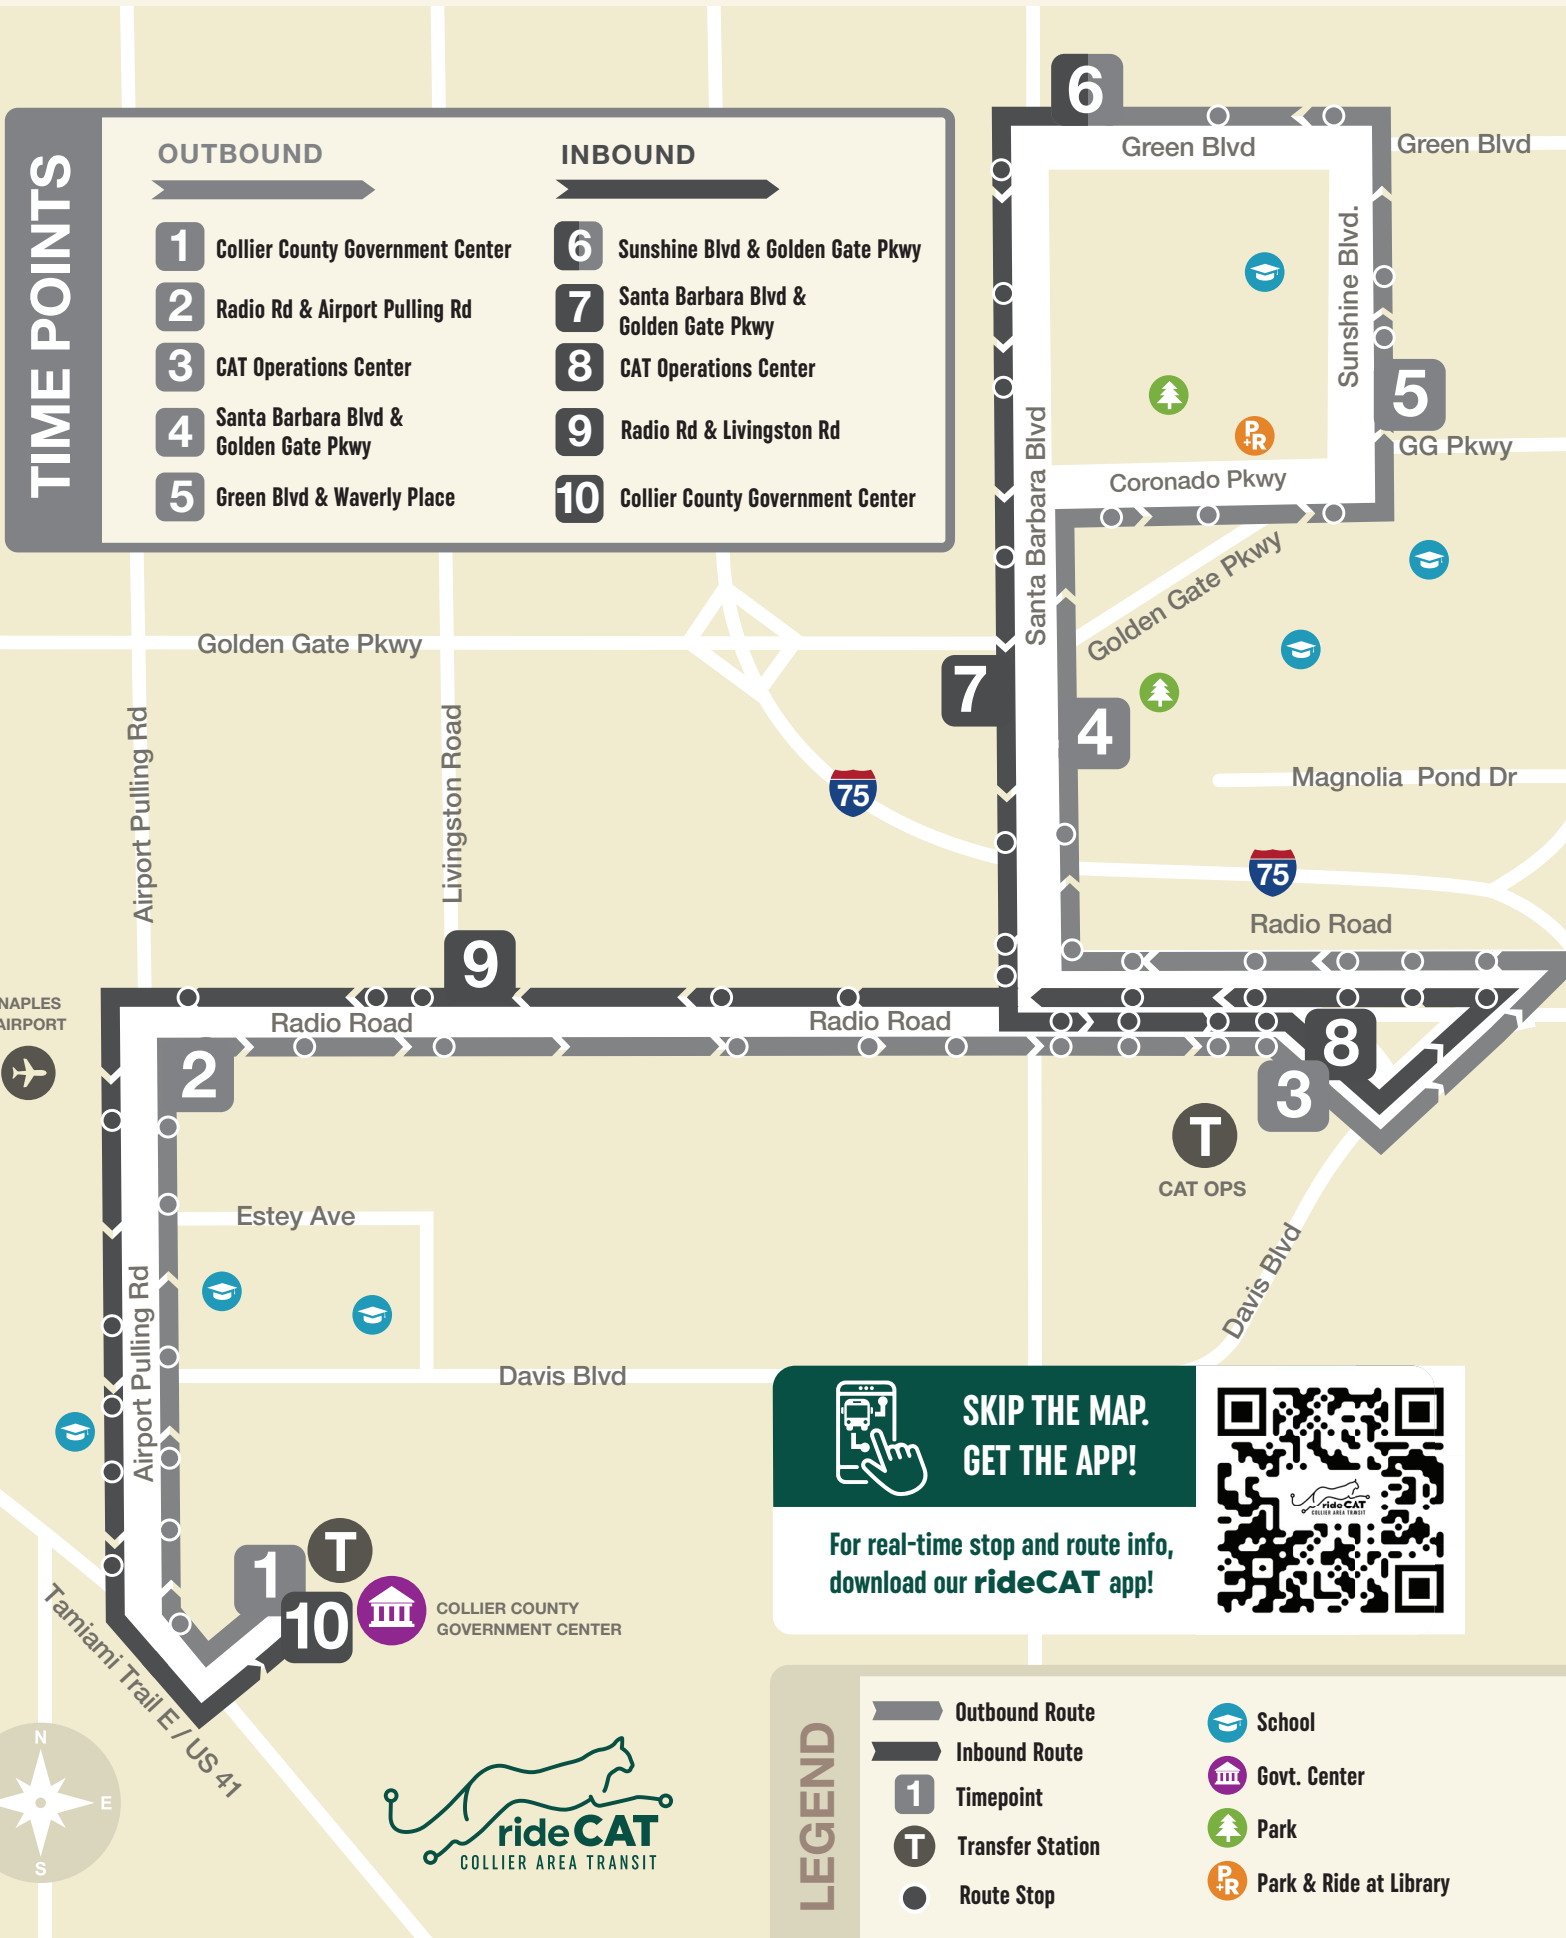 TIME POINTS
OUTBOUND
1 Collier County Government Center
2 Radio Rd & Airport Pulling Rd
3 CAT Operations Center
4 Santa Barbara Blvd &
Golden Gate Pkwy
5 Green Blvd & Waverly Place
INBOUND
6 Sunshine Blvd & Golden Gate Pkwy
7 Santa Barbara Blvd &
Golden Gate Pkwy
8 CAT Operations Center
9 Radio Rd & Livingston Rd
10 Collier County Government Center
6
Green Blvd
Green Blvd
Sunshine Blvd.
5
P+R
GG Pkwy
Coronado Pkwy
Santa Barbara Blvd
Golden Gate Pkwy
Golden Gate Pkwy
7
4
Airport Pulling Rd
Livingston Road
75
Magnolia Pond Dr
75
Radio Road
9
NAPLES
AIRPORT
Radio Road
Radio Road
2
8
3
T
CAT OPS
Estey Ave
Davis Blvd
Airport Pulling Rd
Davis Blvd
1
T
10
COLLIER COUNTY
GOVERNMENT CENTER
Tamiami Trail E / US 41
SKIP THE MAP.
GET THE APP!
For real-time stop and route info,
download our rideCAT app!
rideCAT
COLLIER AREA TRANSIT
N
E
S
rideCAT
COLLIER AREA TRANSIT
LEGEND
Outbound Route
Inbound Route
1 Timepoint
T Transfer Station
Route Stop
School
Govt. Center
Park
P+R Park & Ride at Library